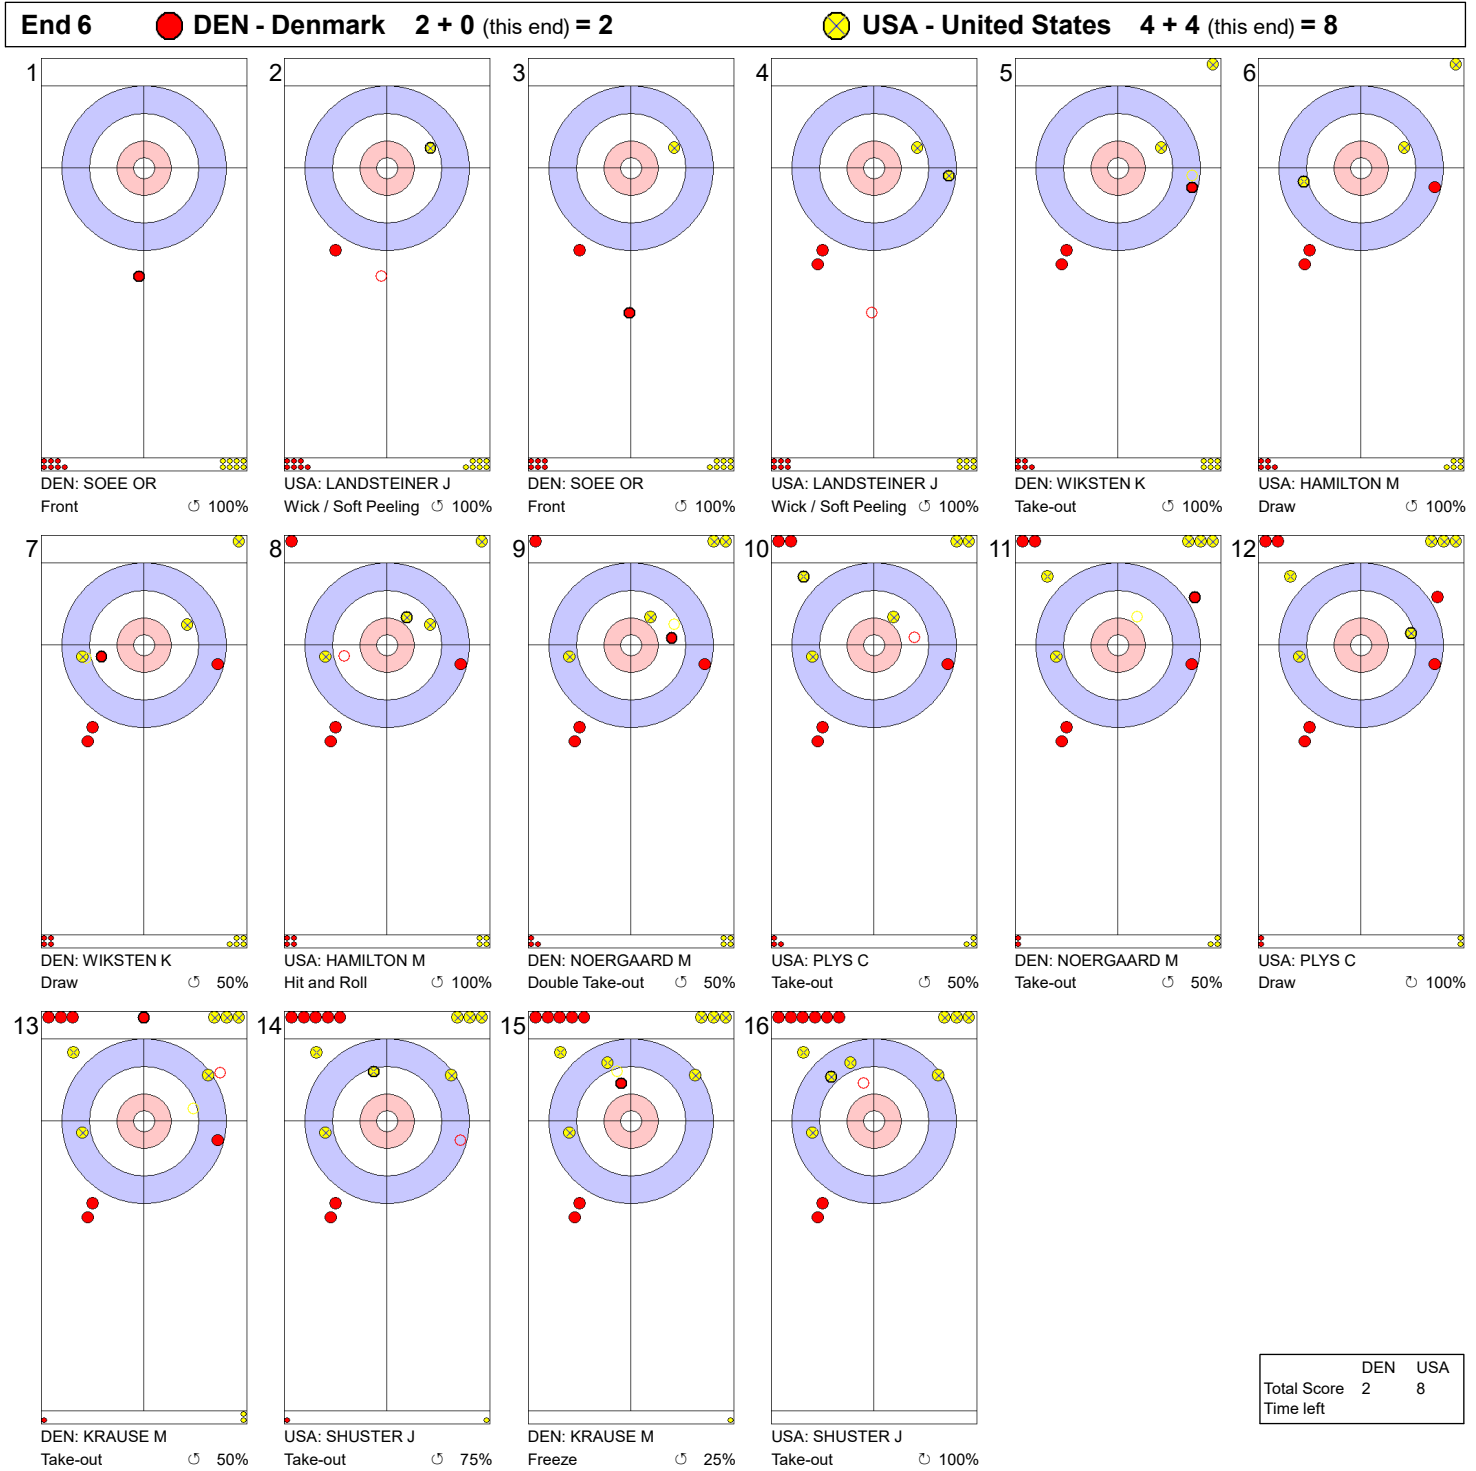 End 6 DEN - Denmark 2 + 0 (this end) = 2 USA - United States 4 + 4 (this end) = 8
1 2 3 4 5 6
DEN: SOEE OR USA: LANDSTEINER J DEN: SOEE OR USA: LANDSTEINER J DEN: WIKSTEN K USA: HAMILTON M
Front 100% Wick / Soft Peeling 100% Front 100% Wick / Soft Peeling 100% Take-out 100% Draw 100%
7 8 9 10 11 12
DEN: WIKSTEN K USA: HAMILTON M DEN: NOERGAARD M USA: PLYS C DEN: NOERGAARD M USA: PLYS C
Draw 50% Hit and Roll 100% Double Take-out 50% Take-out 50% Take-out 50% Draw 100%
13 14 15 16
DEN USA
Total Score 2 8
Time left
DEN: KRAUSE M USA: SHUSTER J DEN: KRAUSE M USA: SHUSTER J
Take-out 50% Take-out 75% Freeze 25% Take-out 100%